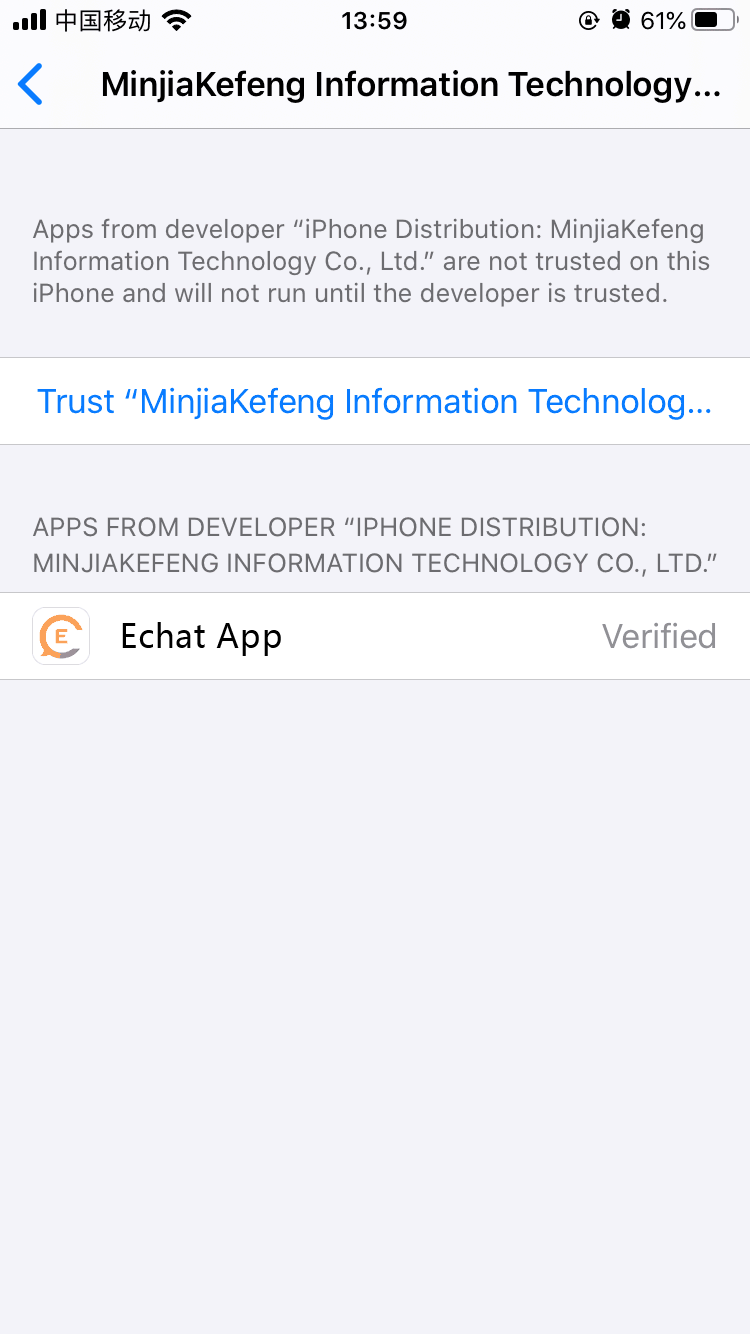 中国移动 13:59 61%
MinjiaKefeng Information Technology...
Apps from developer “iPhone Distribution: MinjiaKefeng
Information Technology Co., Ltd.” are not trusted on this
iPhone and will not run until the developer is trusted.
Trust “MinjiaKefeng Information Technolog...
APPS FROM DEVELOPER “IPHONE DISTRIBUTION:
MINJIAKEFENG INFORMATION TECHNOLOGY CO., LTD.”
E Echat App Verified